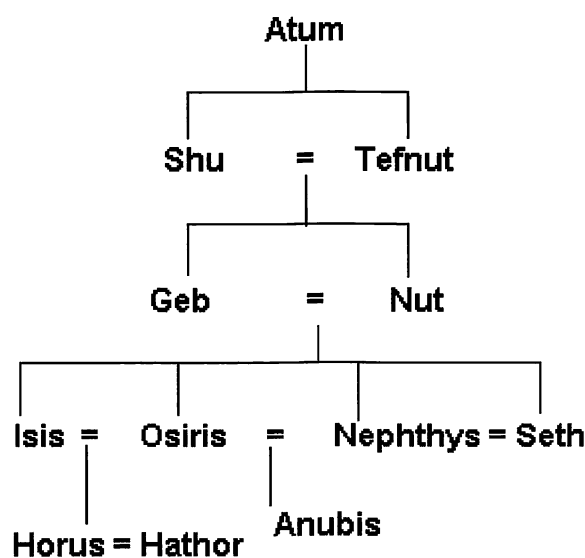 Atum
Shu = Tefnut
Geb = Nut
Isis = Osiris = Nephthys = Seth
Anubis
Horus = Hathor